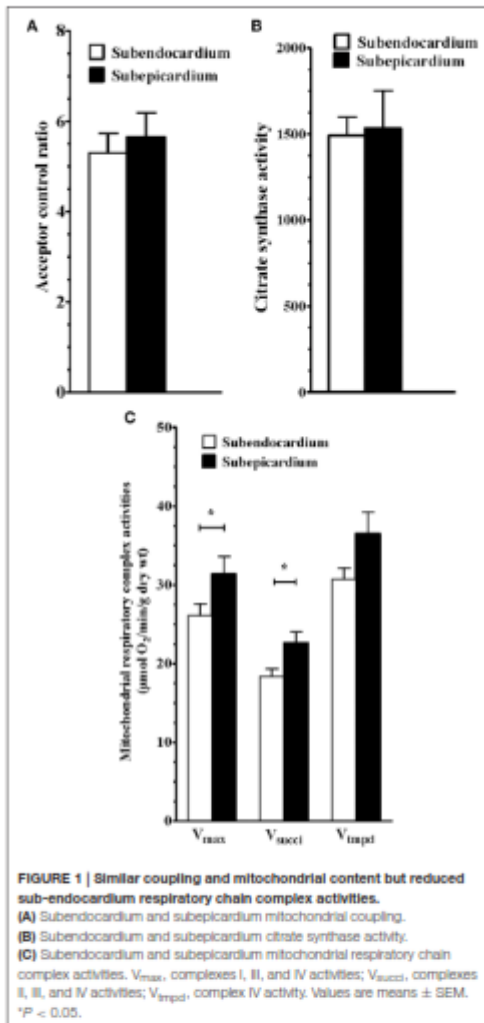 A
Subendocardium
Subepicardium
Acceptor control ratio
8
6
4
2
0
B
Subendocardium
Subepicardium
Citrate synthase activity
2000
1500
1000
500
0
C
Subendocardium
Subepicardium
Mitochondrial respiratory complex activities
(µmol O2/min/g dry wt)
50
40
30
20
10
0
*
*
Vmax
Vsucci
Vtmpd
FIGURE 1 | Similar coupling and mitochondrial content but reduced
sub-endocardium respiratory chain complex activities.
(A) Subendocardium and subepicardium mitochondrial coupling.
(B) Subendocardium and subepicardium citrate synthase activity.
(C) Subendocardium and subepicardium mitochondrial respiratory chain
complex activities. Vmax, complexes I, III, and IV activities; Vsucci, complexes
II, III, and IV activities; Vtmpd, complex IV activity. Values are means ± SEM.
*P < 0.05.